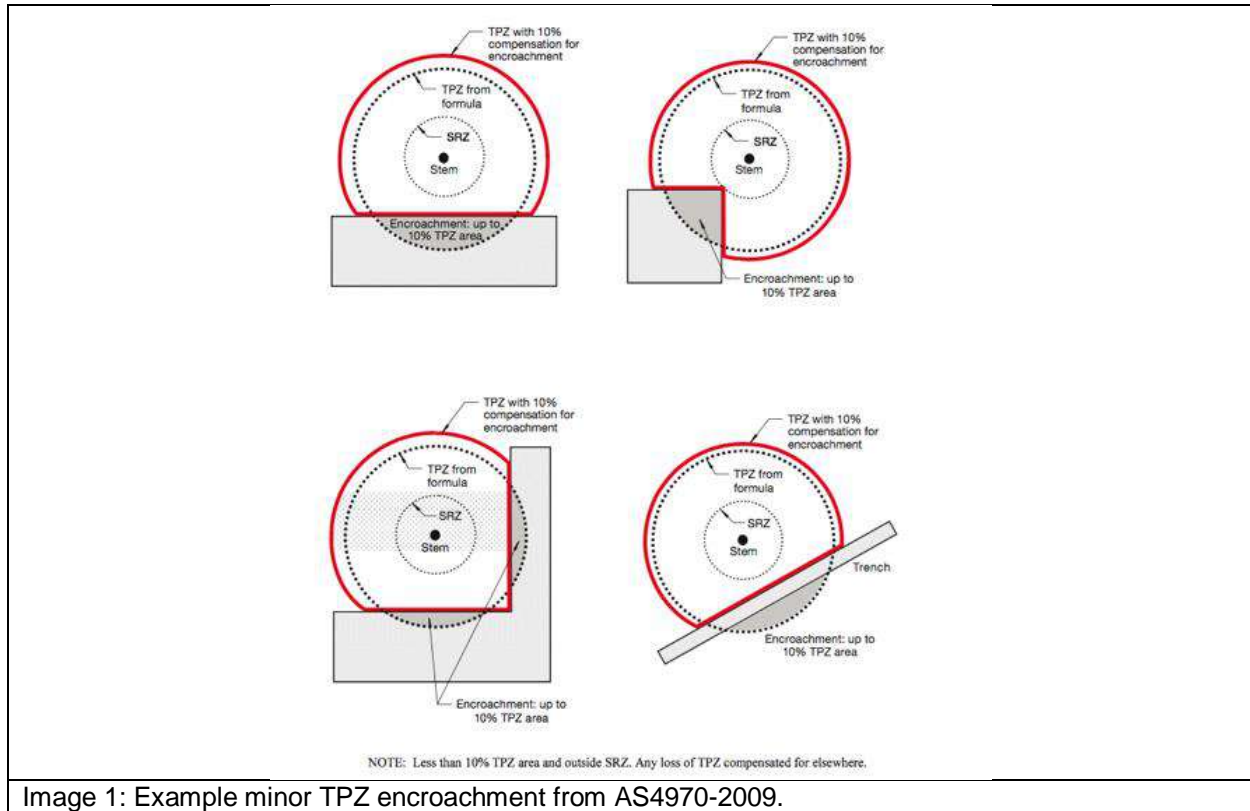 TPZ with 10%
compensation for
encroachment
TPZ from
formula
SRZ
Stem
Encroachment: up to
10% TPZ area
TPZ with 10%
compensation for
encroachment
TPZ from
formula
SRZ
Stem
Encroachment: up to
10% TPZ area
TPZ with 10%
compensation for
encroachment
TPZ from
formula
SRZ
Stem
Encroachment: up to
10% TPZ area
TPZ with 10%
compensation for
encroachment
TPZ from
formula
SRZ
Stem
Trench
Encroachment: up to
10% TPZ area
NOTE: Less than 10% TPZ area and outside SRZ. Any loss of TPZ compensated for elsewhere.
Image 1: Example minor TPZ encroachment from AS4970-2009.